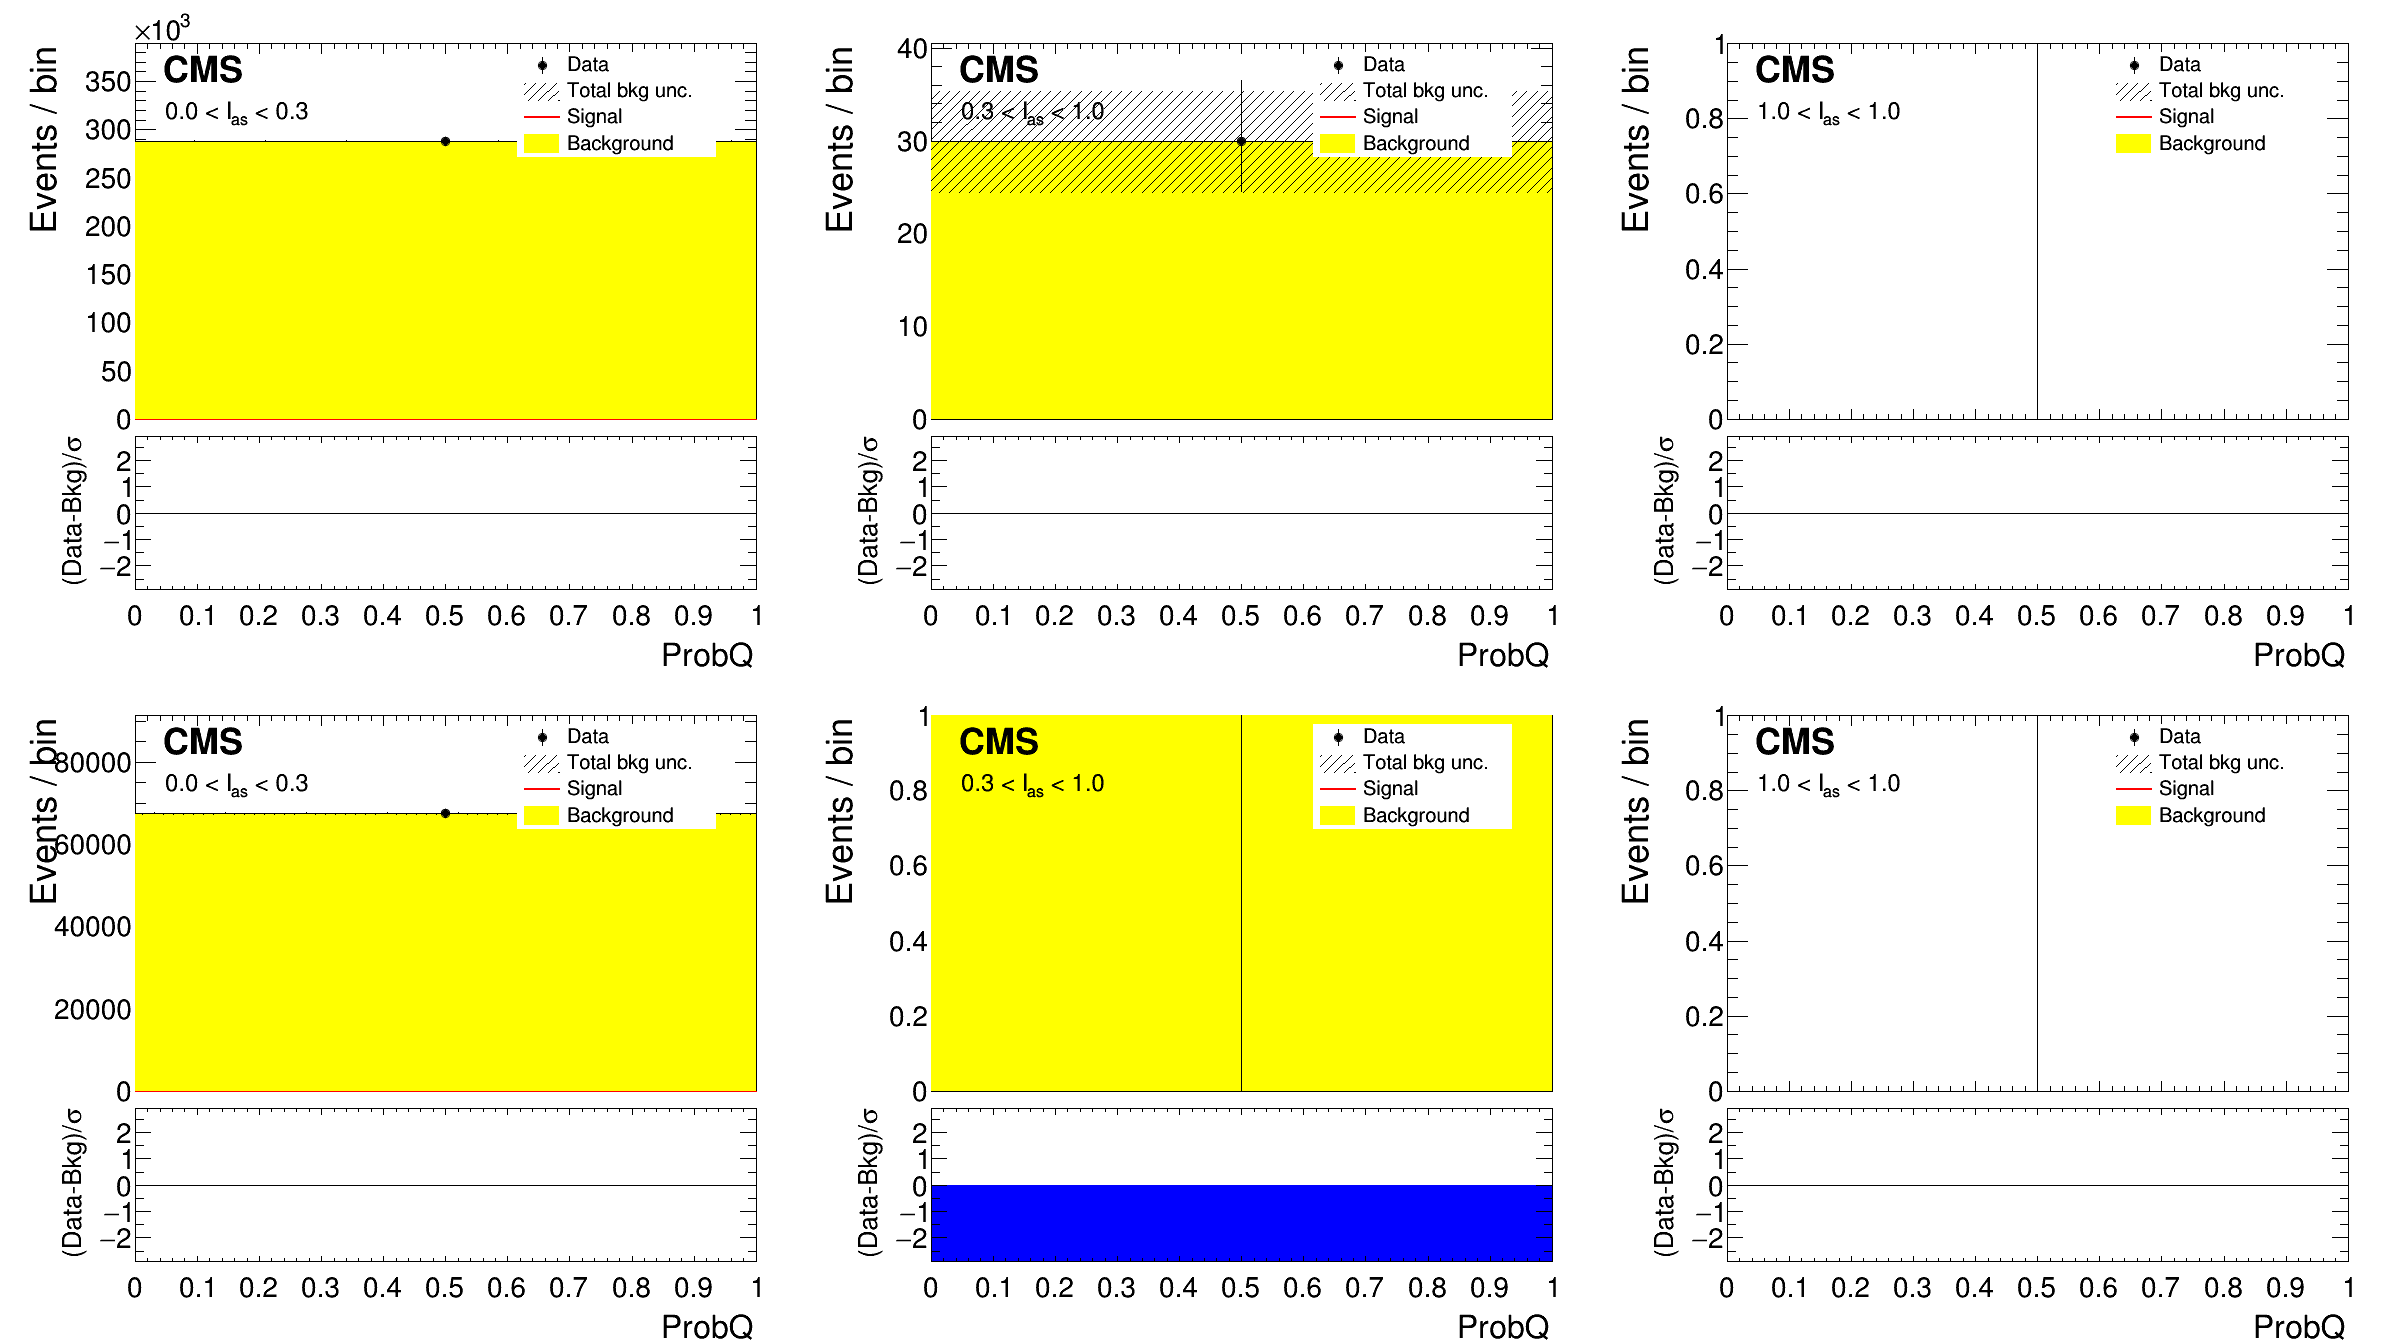 ×10³
Events / bin
350
300
250
200
150
100
50
0
CMS
0.0 < Ias < 0.3
Data
Total bkg unc.
Signal
Background
(Data-Bkg)/σ
2
1
0
−1
−2
0 0.1 0.2 0.3 0.4 0.5 0.6 0.7 0.8 0.9 1
ProbQ
Events / bin
40
30
20
10
0
CMS
0.3 < Ias < 1.0
Data
Total bkg unc.
Signal
Background
(Data-Bkg)/σ
2
1
0
−1
−2
0 0.1 0.2 0.3 0.4 0.5 0.6 0.7 0.8 0.9 1
ProbQ
Events / bin
1
0.8
0.6
0.4
0.2
0
CMS
1.0 < Ias < 1.0
Data
Total bkg unc.
Signal
Background
(Data-Bkg)/σ
2
1
0
−1
−2
0 0.1 0.2 0.3 0.4 0.5 0.6 0.7 0.8 0.9 1
ProbQ
Events / bin
80000
60000
40000
20000
0
CMS
0.0 < Ias < 0.3
Data
Total bkg unc.
Signal
Background
(Data-Bkg)/σ
2
1
0
−1
−2
0 0.1 0.2 0.3 0.4 0.5 0.6 0.7 0.8 0.9 1
ProbQ
Events / bin
1
0.8
0.6
0.4
0.2
0
CMS
0.3 < Ias < 1.0
Data
Total bkg unc.
Signal
Background
(Data-Bkg)/σ
2
1
0
−1
−2
0 0.1 0.2 0.3 0.4 0.5 0.6 0.7 0.8 0.9 1
ProbQ
Events / bin
1
0.8
0.6
0.4
0.2
0
CMS
1.0 < Ias < 1.0
Data
Total bkg unc.
Signal
Background
(Data-Bkg)/σ
2
1
0
−1
−2
0 0.1 0.2 0.3 0.4 0.5 0.6 0.7 0.8 0.9 1
ProbQ